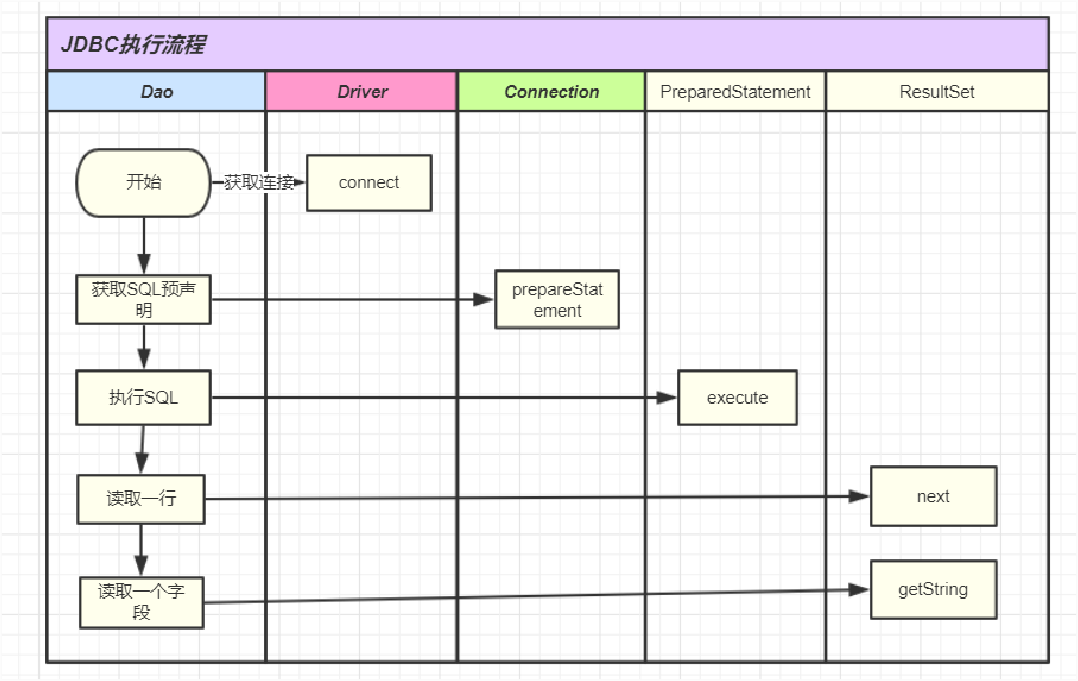 JDBC执行流程
Dao
Driver
Connection
PreparedStatement
ResultSet
开始
获取连接
connect
获取SQL预声
明
prepareStat
ement
执行SQL
execute
读取一行
next
读取一个字
段
getString